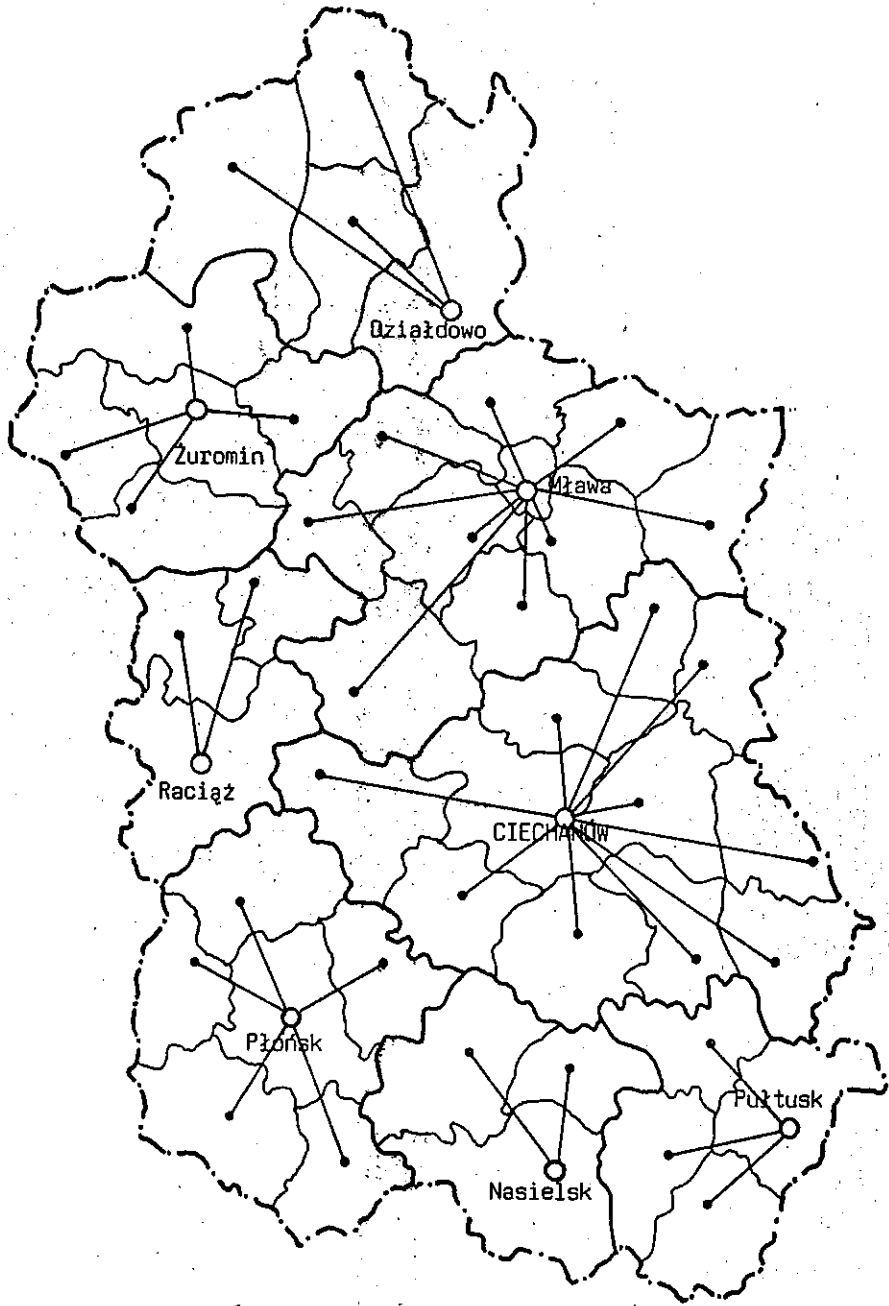 Działdowo
Żuromin
Mława
Raciąż
CIECHANÓW
Płońsk
Pułtusk
Nasielsk